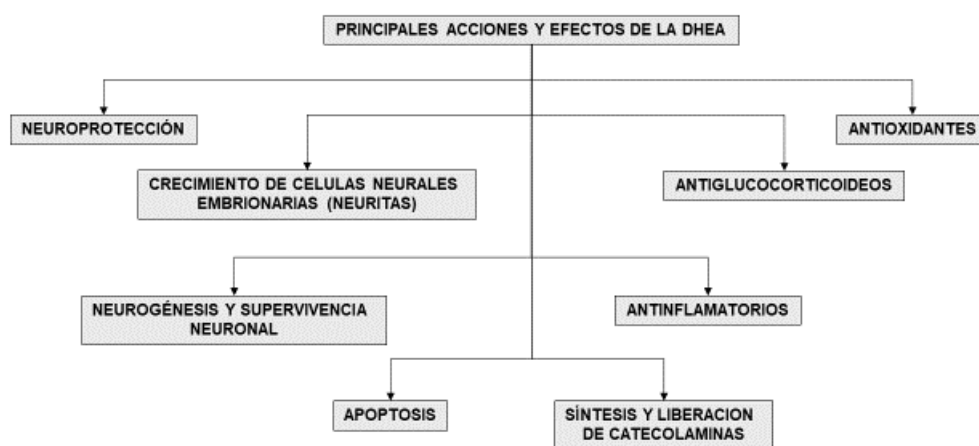 PRINCIPALES ACCIONES Y EFECTOS DE LA DHEA
NEUROPROTECCIÓN
ANTIOXIDANTES
CRECIMIENTO DE CELULAS NEURALES
EMBRIONARIAS (NEURITAS)
ANTIGLUCOCORTICOIDEOS
NEUROGÉNESIS Y SUPERVIVENCIA
NEURONAL
ANTINFLAMATORIOS
APOPTOSIS
SÍNTESIS Y LIBERACION
DE CATECOLAMINAS